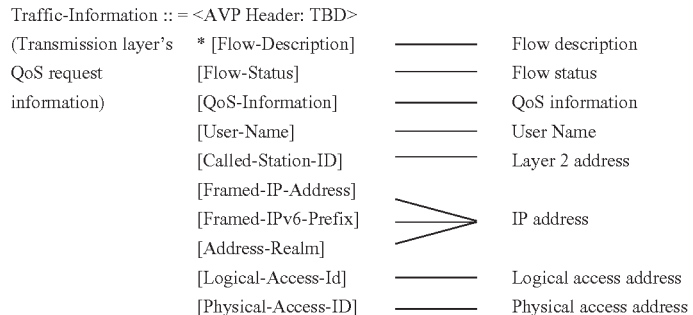 Traffic-Information :: = <AVP Header: TBD>
(Transmission layer's * [Flow-Description] Flow description
QoS request [Flow-Status] Flow status
information) [QoS-Information] QoS information
[User-Name] User Name
[Called-Station-ID] Layer 2 address
[Framed-IP-Address]
[Framed-IPv6-Prefix] IP address
[Address-Realm]
[Logical-Access-Id] Logical access address
[Physical-Access-ID] Physical access address